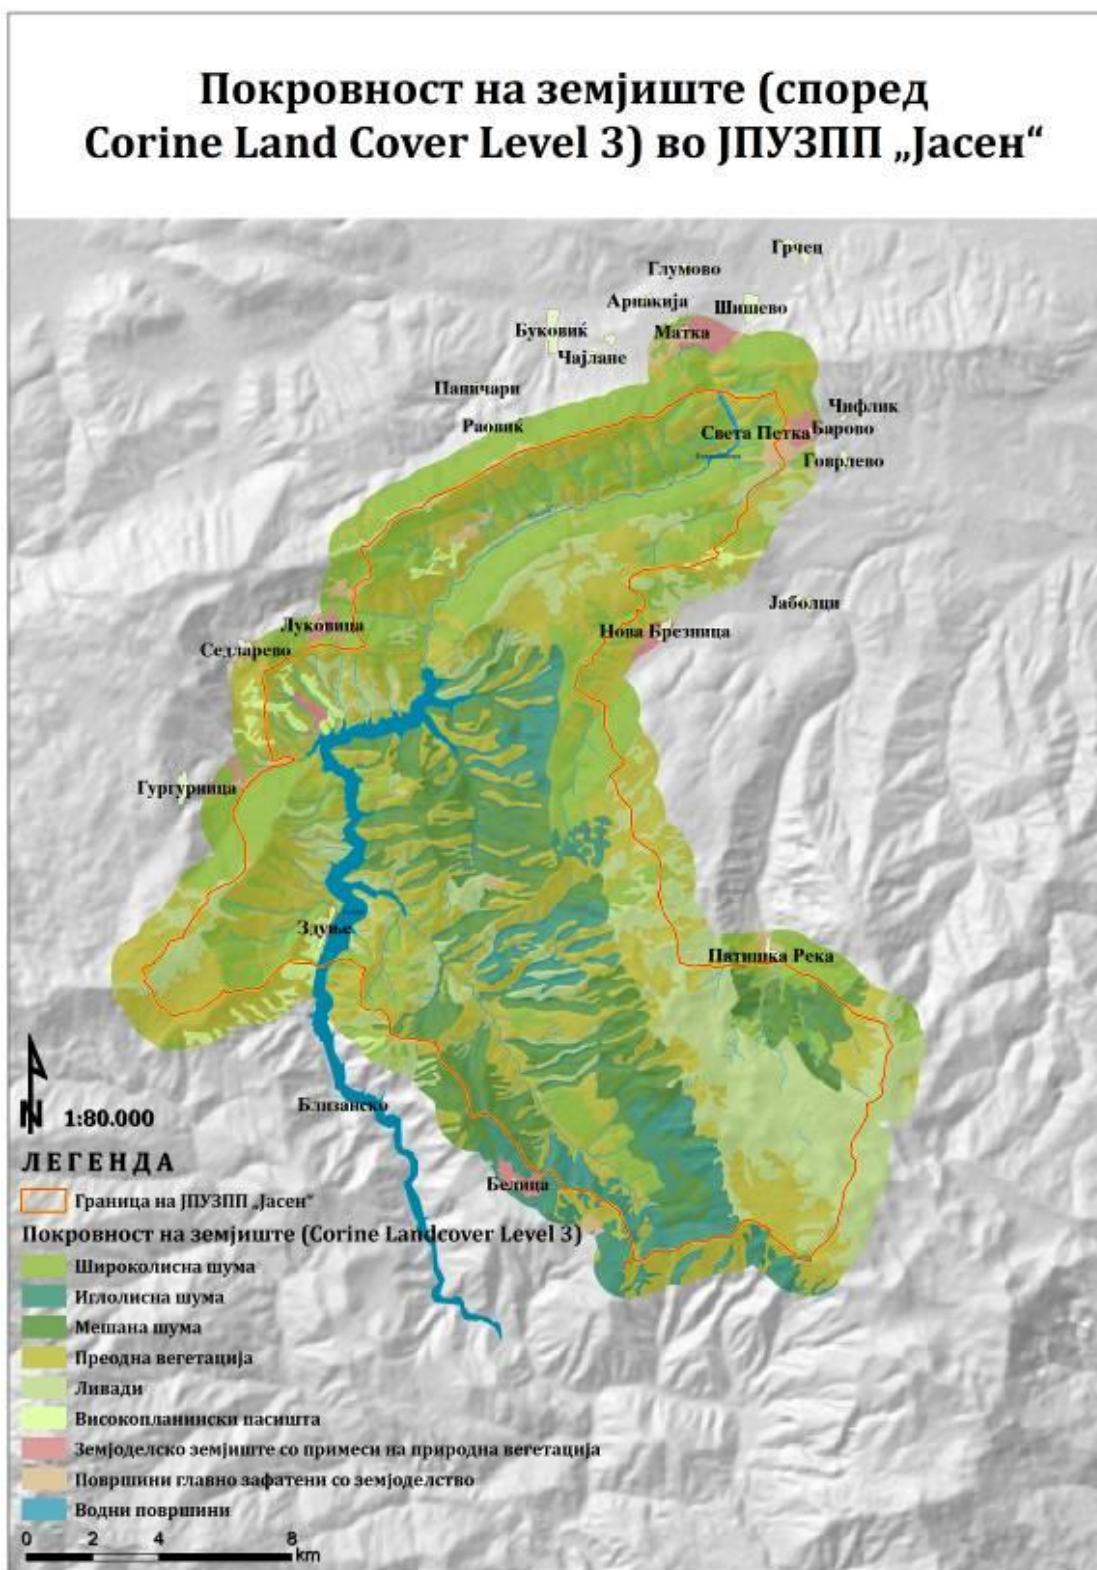 Покровност на земјиште (според
Corine Land Cover Level 3) во ЈПУЗПП „Јасен“
Грчец
Глумово
Арнакија
Шишево
Буковиќ
Матка
Чајлане
Паничари
Чифлик
Раовиќ
Света Петка
Барово
Говрлево
Јаболци
Луковица
Нова Брезница
Седларево
Гургурница
Здуње
Патишка Река
Близанско
Белица
N
1:80.000
ЛЕГЕНДА
Граница на ЈПУЗПП „Јасен“
Покровност на земјиште (Corine Landcover Level 3)
Широколисна шума
Иглолисна шума
Мешана шума
Преодна вегетација
Ливади
Високопланински пасишта
Земјоделско земјиште со примеси на природна вегетација
Површини главно зафатени со земјоделство
Водни површини
0 2 4 8
km